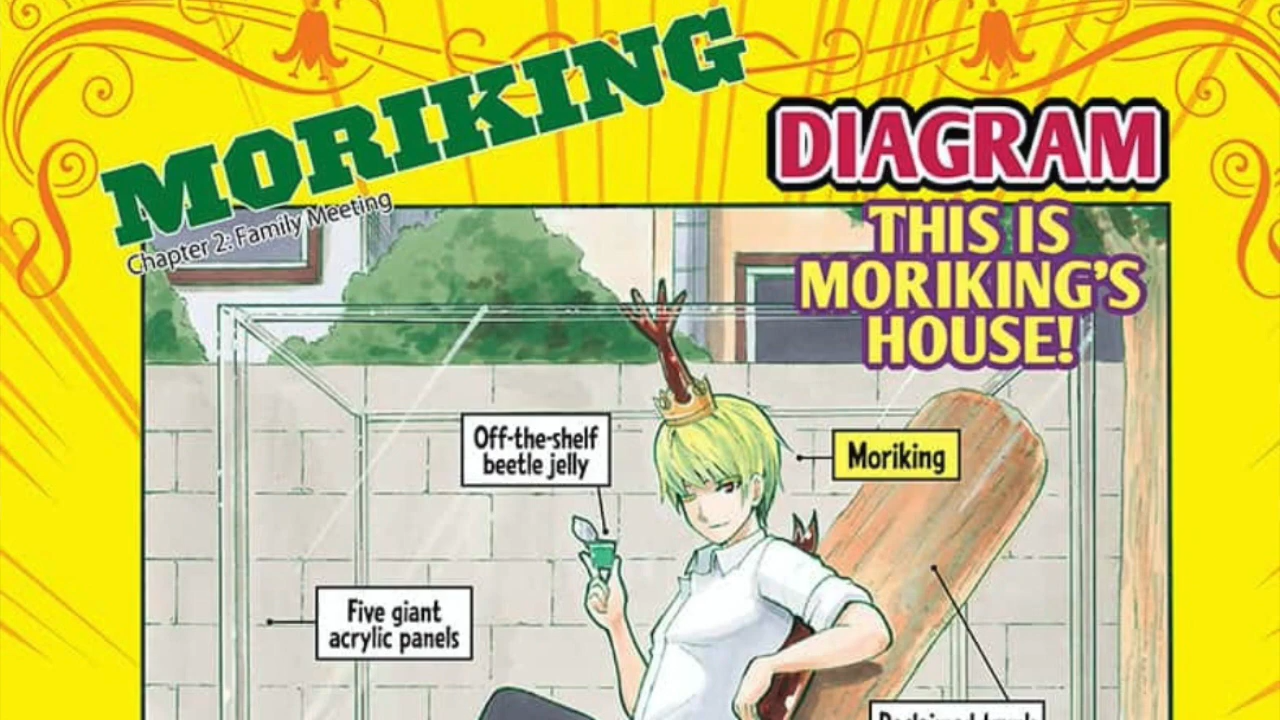 MORIKING
Chapter 2: Family Meeting
DIAGRAM
THIS IS
MORIKING'S
HOUSE!
Off-the-shelf
beetle jelly
Moriking
Five giant
acrylic panels